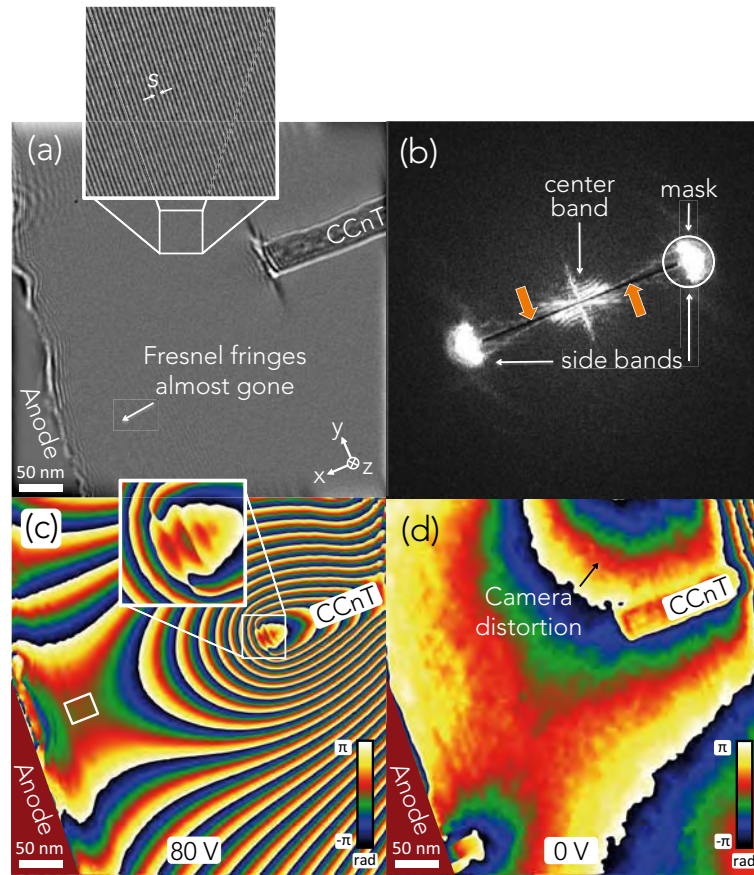 s
(a)
CCnT
Fresnel fringes
almost gone
Anode
y
x
z
50 nm
(b)
center
band
mask
side bands
(c)
CCnT
Anode
π
-π
rad
50 nm
80 V
(d)
Camera
distortion
CCnT
Anode
π
-π
rad
50 nm
0 V